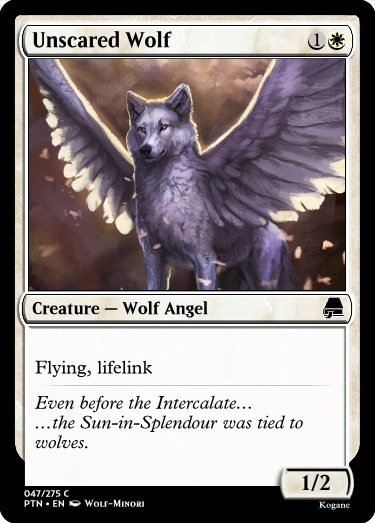 Unscared Wolf 1
Creature — Wolf Angel
Flying, lifelink
Even before the Intercalate…
…the Sun-in-Splendour was tied to
wolves.
1/2
047/275 C
PTN • EN Wolf-Minori
Kogane